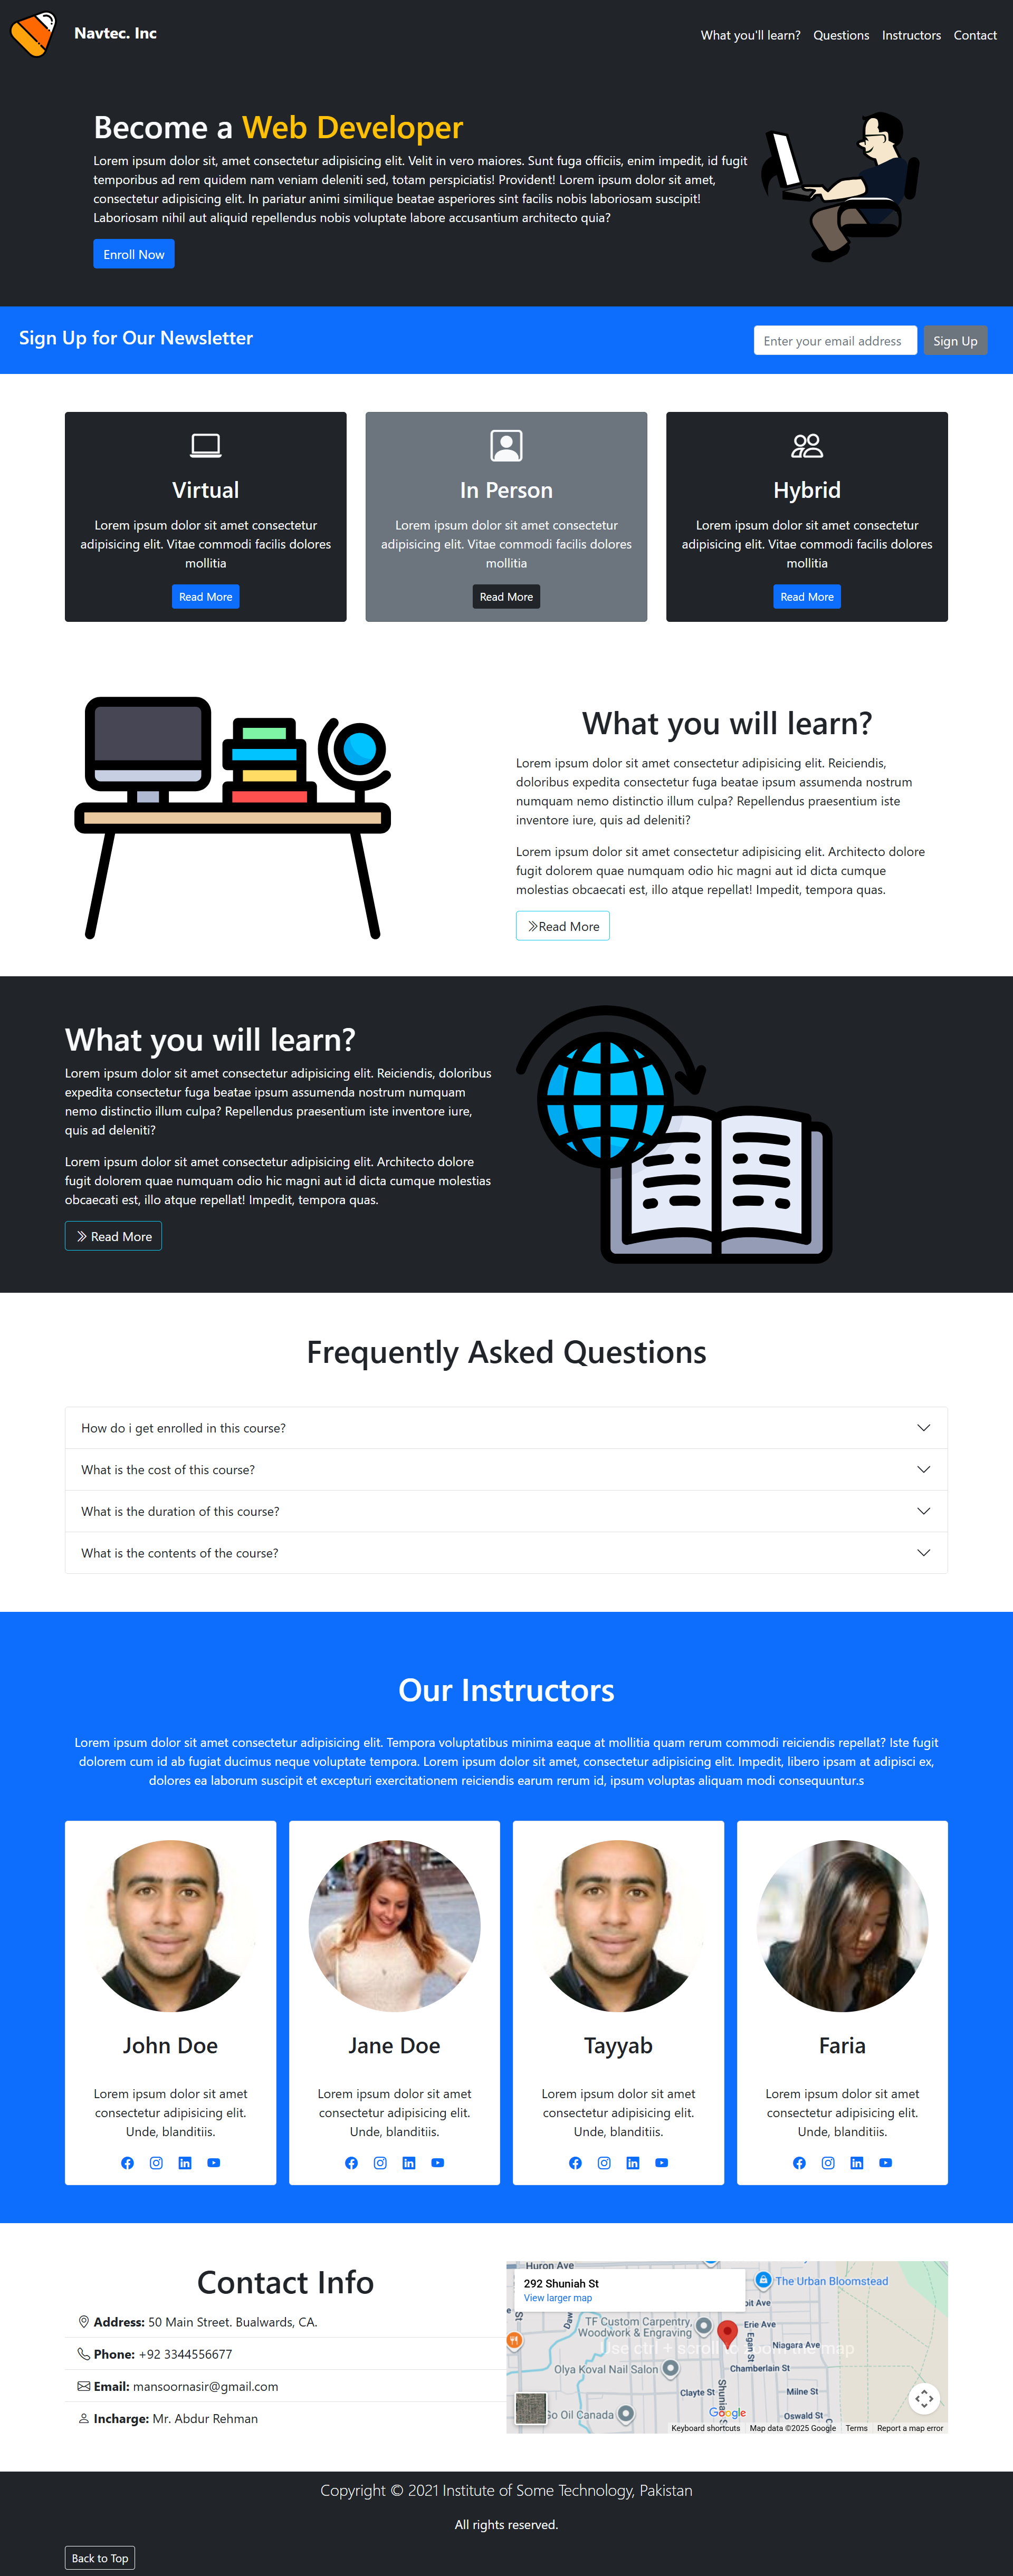 Navtec. Inc
What you'll learn?
Questions
Instructors
Contact
Become a Web Developer
Lorem ipsum dolor sit, amet consectetur adipisicing elit. Velit in vero maiores. Sunt fuga officiis, enim impedit, id fugit
temporibus ad rem quidem nam veniam deleniti sed, totam perspiciatis! Provident! Lorem ipsum dolor sit amet,
consectetur adipisicing elit. In pariatur animi similique beatae asperiores sint facilis nobis laboriosam suscipit!
Laboriosam nihil aut aliquid repellendus nobis voluptate labore accusantium architecto quia?
Enroll Now
Sign Up for Our Newsletter
Enter your email address
Sign Up
Virtual
Lorem ipsum dolor sit amet consectetur
adipisicing elit. Vitae commodi facilis dolores
mollitia
Read More
In Person
Lorem ipsum dolor sit amet consectetur
adipisicing elit. Vitae commodi facilis dolores
mollitia
Read More
Hybrid
Lorem ipsum dolor sit amet consectetur
adipisicing elit. Vitae commodi facilis dolores
mollitia
Read More
What you will learn?
Lorem ipsum dolor sit amet consectetur adipisicing elit. Reiciendis,
doloribus expedita consectetur fuga beatae ipsum assumenda nostrum
numquam nemo distinctio illum culpa? Repellendus praesentium iste
inventore iure, quis ad deleniti?
Lorem ipsum dolor sit amet consectetur adipisicing elit. Architecto dolore
fugit dolorem quae numquam odio hic magni aut id dicta cumque
molestias obcaecati est, illo atque repellat! Impedit, tempora quas.
Read More
What you will learn?
Lorem ipsum dolor sit amet consectetur adipisicing elit. Reiciendis, doloribus
expedita consectetur fuga beatae ipsum assumenda nostrum numquam
nemo distinctio illum culpa? Repellendus praesentium iste inventore iure,
quis ad deleniti?
Lorem ipsum dolor sit amet consectetur adipisicing elit. Architecto dolore
fugit dolorem quae numquam odio hic magni aut id dicta cumque molestias
obcaecati est, illo atque repellat! Impedit, tempora quas.
Read More
Frequently Asked Questions
How do i get enrolled in this course?
What is the cost of this course?
What is the duration of this course?
What is the contents of the course?
Our Instructors
Lorem ipsum dolor sit amet consectetur adipisicing elit. Tempora voluptatibus minima eaque at mollitia quam rerum commodi reiciendis repellat? Iste fugit
dolorem cum id ab fugiat ducimus neque voluptate tempora. Lorem ipsum dolor sit amet, consectetur adipisicing elit. Impedit, libero ipsam at adipisci ex,
dolores ea laborum suscipit et excepturi exercitationem reiciendis earum rerum id, ipsum voluptas aliquam modi consequuntur.s
John Doe
Lorem ipsum dolor sit amet
consectetur adipisicing elit.
Unde, blanditiis.
Jane Doe
Lorem ipsum dolor sit amet
consectetur adipisicing elit.
Unde, blanditiis.
Tayyab
Lorem ipsum dolor sit amet
consectetur adipisicing elit.
Unde, blanditiis.
Faria
Lorem ipsum dolor sit amet
consectetur adipisicing elit.
Unde, blanditiis.
Contact Info
Address: 50 Main Street. Bualwards, CA.
Phone: +92 3344556677
Email: mansoornasir@gmail.com
Incharge: Mr. Abdur Rehman
Huron Ave
292 Shuniah St
View larger map
The Urban Bloomstead
TF Custom Carpentry,
Woodwork & Engraving
Erie Ave
Egan St
Niagara Ave
Olya Koval Nail Salon
Chamberlain St
Clayte St
Milne St
Go Oil Canada
Google
Oswald St
Keyboard shortcuts
Map data ©2025 Google
Terms
Report a map error
Copyright © 2021 Institute of Some Technology, Pakistan
All rights reserved.
Back to Top